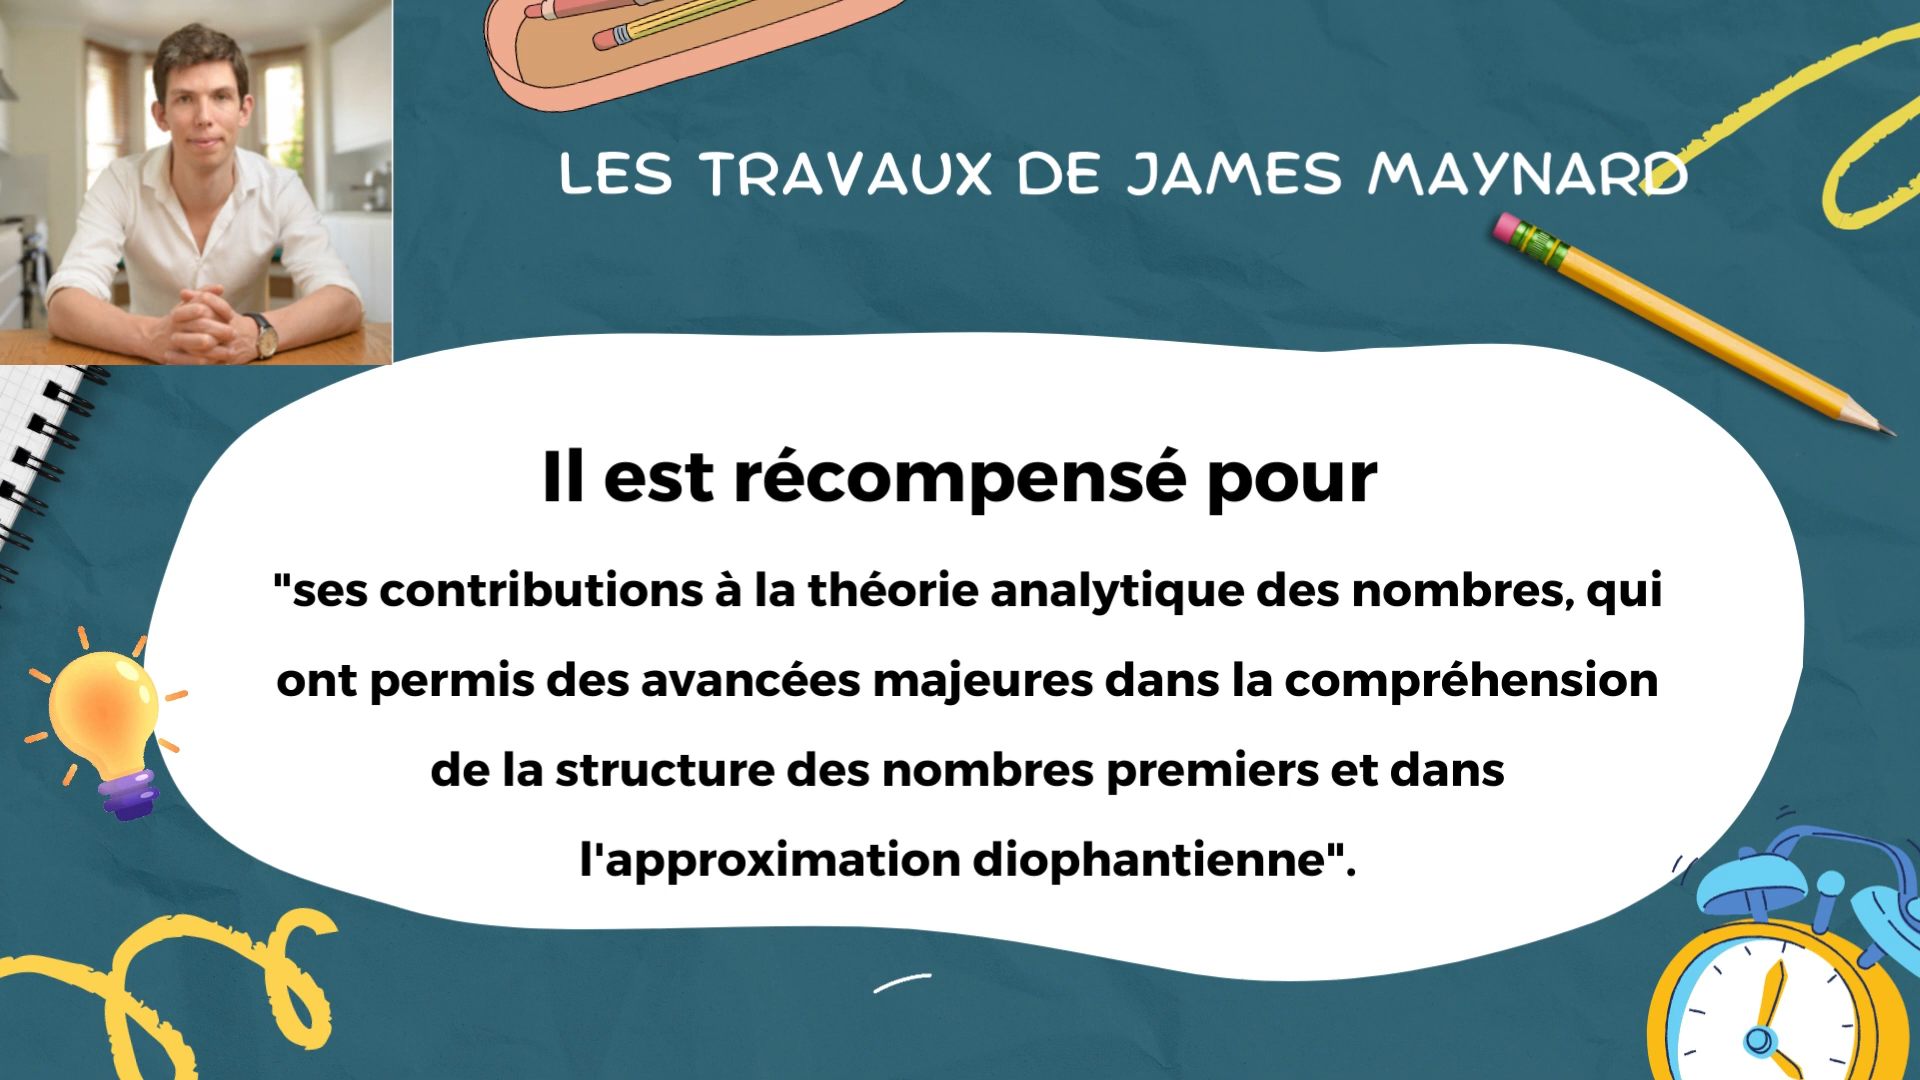 LES TRAVAUX DE JAMES MAYNARD
Il est récompensé pour
"ses contributions à la théorie analytique des nombres, qui
ont permis des avancées majeures dans la compréhension
de la structure des nombres premiers et dans
l'approximation diophantienne".